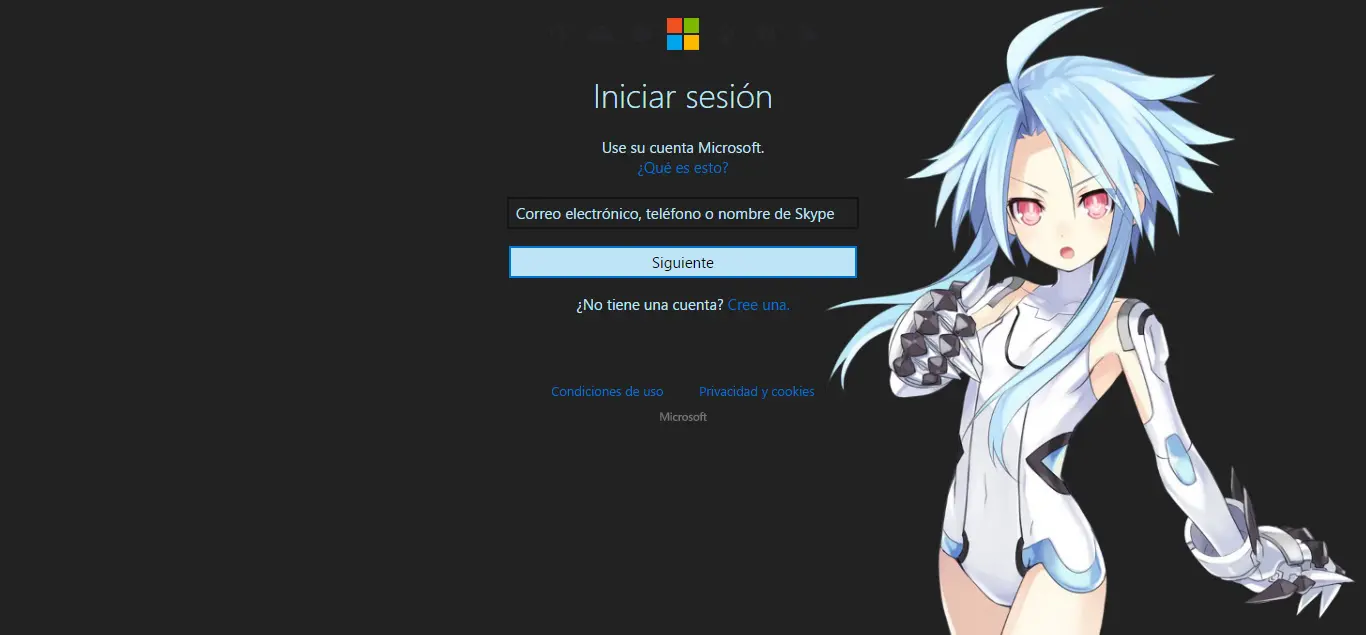 Iniciar sesión
Use su cuenta Microsoft.
¿Qué es esto?
Correo electrónico, teléfono o nombre de Skype
Siguiente
¿No tiene una cuenta? Cree una.
Condiciones de uso Privacidad y cookies
Microsoft